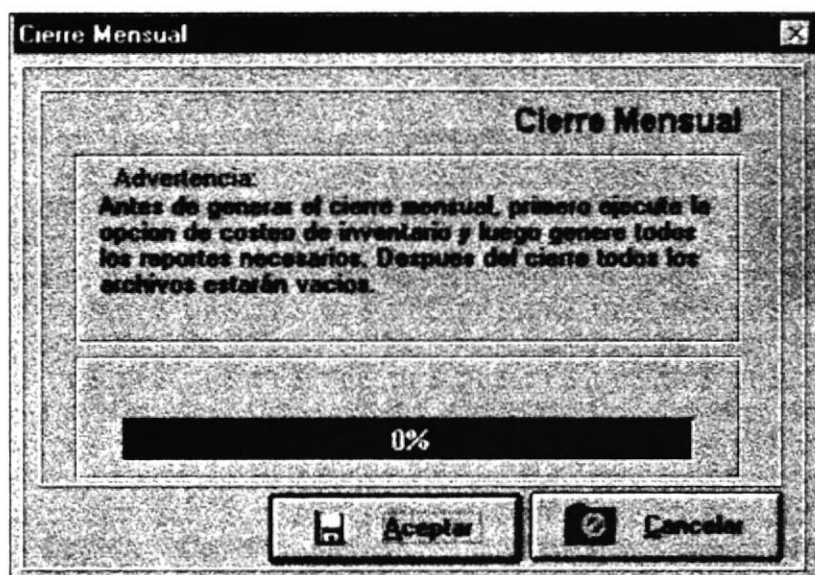 Cierre Mensual
Cierre Mensual
Advertencia:
Antes de generar el cierre mensual, primero ejecute la
opcion de costeo de inventario y luego genere todos
los reportes necesarios. Despues del cierre todos los
archivos estarán vacios.
0%
Aceptar
Cancelar